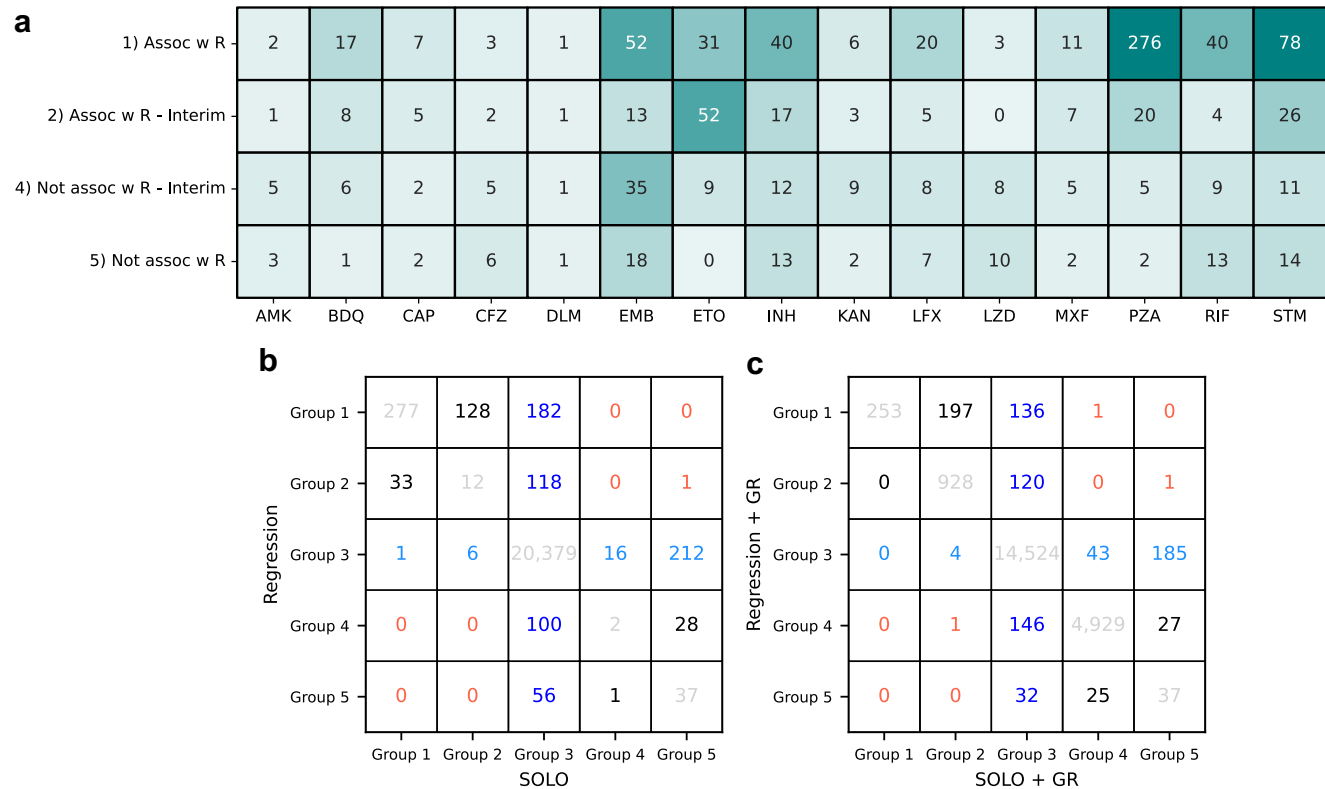 a
1) Assoc w R 2 17 7 3 1 52 31 40 6 20 3 11 276 40 78
2) Assoc w R - Interim 1 8 5 2 1 13 52 17 3 5 0 7 20 4 26
4) Not assoc w R - Interim 5 6 2 5 1 35 9 12 9 8 8 5 5 9 11
5) Not assoc w R 3 1 2 6 1 18 0 13 2 7 10 2 2 13 14
AMK BDQ CAP CFZ DLM EMB ETO INH KAN LFX LZD MXF PZA RIF STM
b
Regression
Group 1 277 128 182 0 0
Group 2 33 12 118 0 1
Group 3 1 6 20,379 16 212
Group 4 0 0 100 2 28
Group 5 0 0 56 1 37
Group 1 Group 2 Group 3 Group 4 Group 5
SOLO
c
Regression + GR
Group 1 253 197 136 1 0
Group 2 0 928 120 0 1
Group 3 0 4 14,524 43 185
Group 4 0 1 146 4,929 27
Group 5 0 0 32 25 37
Group 1 Group 2 Group 3 Group 4 Group 5
SOLO + GR